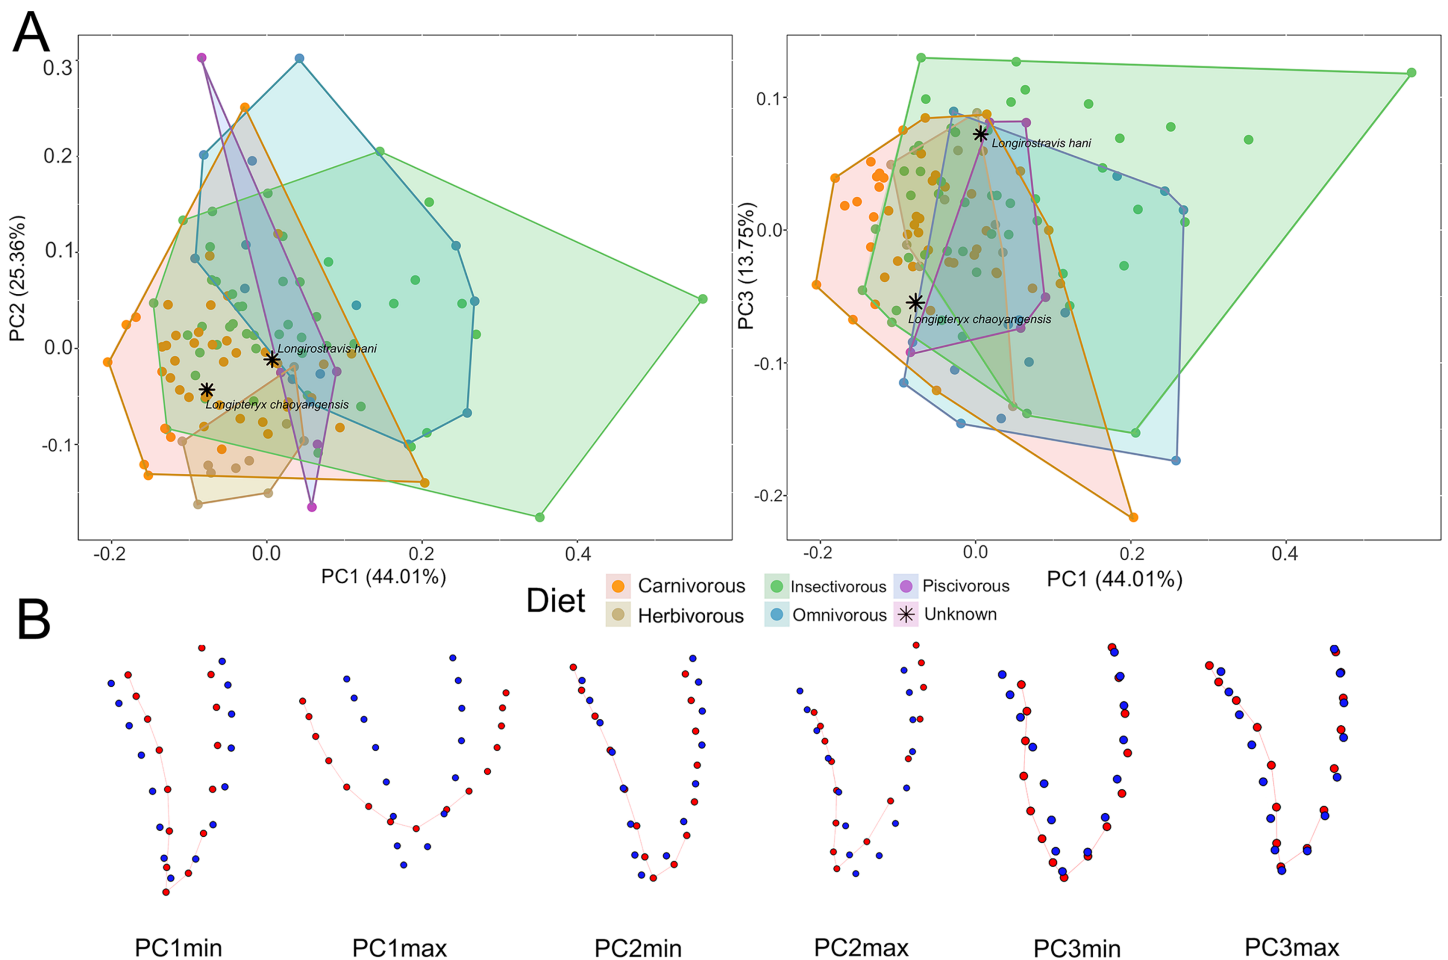 A
0.3
0.2
0.1
0.0
-0.1
PC2 (25.36%)
Longirostravis hani
Longipteryx chaoyangensis
-0.2
0.0
0.2
0.4
PC1 (44.01%)
0.1
0.0
-0.1
-0.2
PC3 (13.75%)
Longirostravis hani
Longipteryx chaoyangensis
-0.2
0.0
0.2
0.4
PC1 (44.01%)
Diet
Carnivorous
Insectivorous
Piscivorous
Herbivorous
Omnivorous
Unknown
B
PC1min
PC1max
PC2min
PC2max
PC3min
PC3max